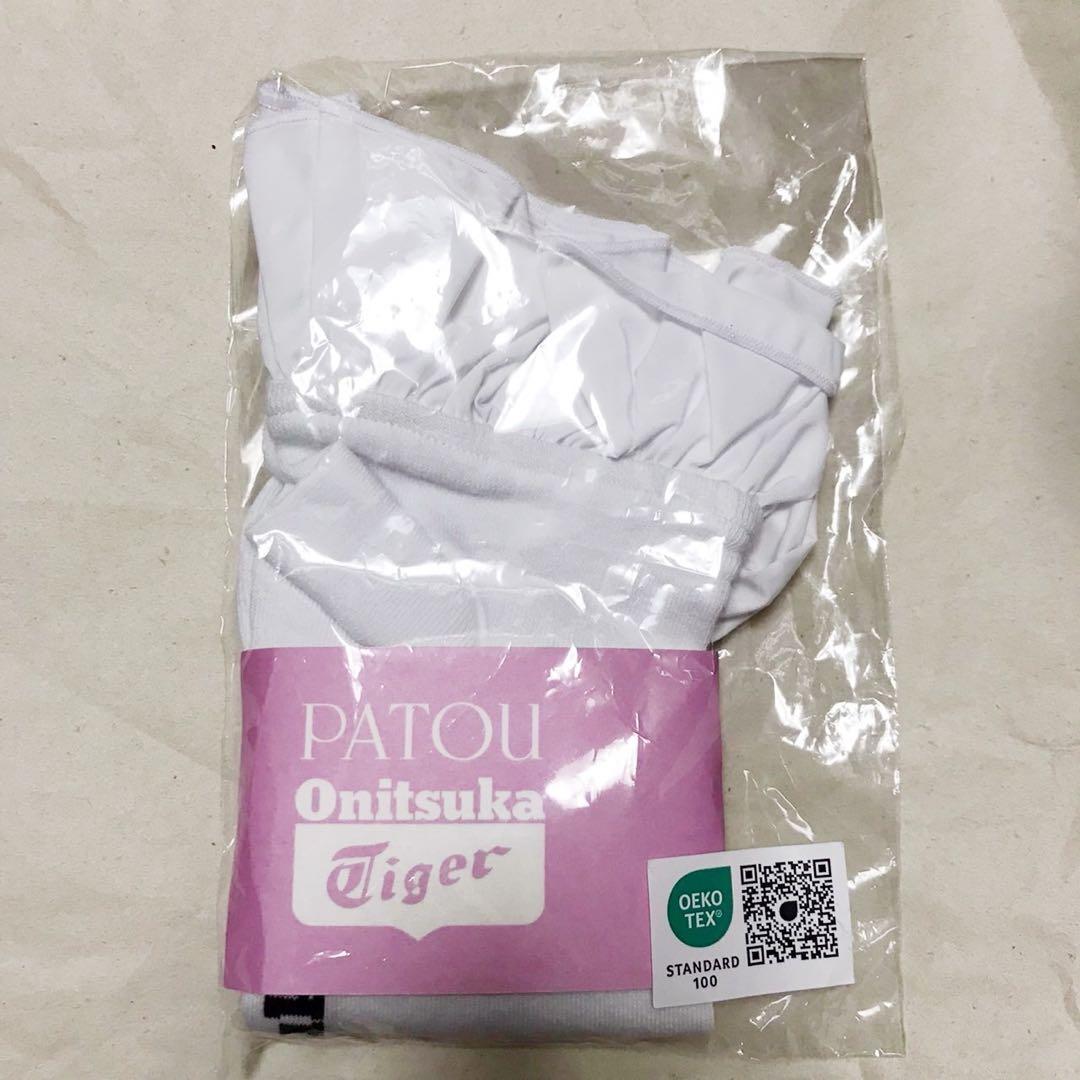 PATOU
Onitsuka
Tiger
OEKO
TEX®
STANDARD
100